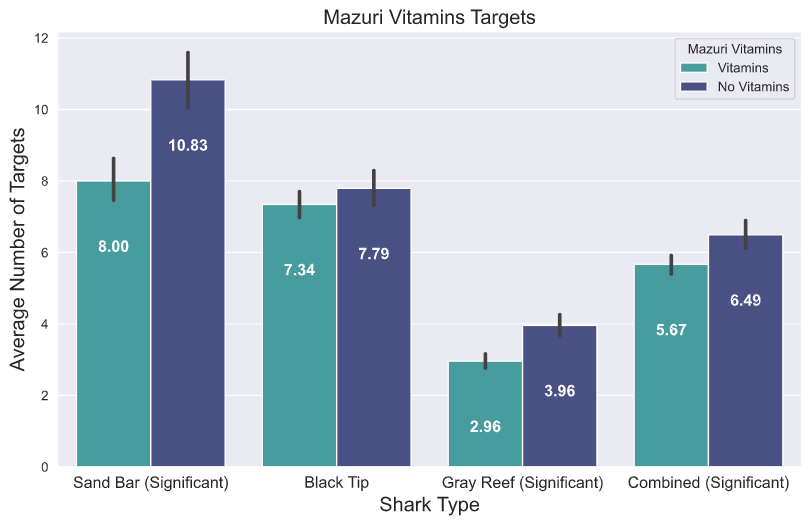 Mazuri Vitamins Targets
Mazuri Vitamins
Vitamins
No Vitamins
Average Number of Targets
12
10
8
6
4
2
0
8.00
10.83
7.34
7.79
2.96
3.96
5.67
6.49
Sand Bar (Significant)
Black Tip
Gray Reef (Significant)
Combined (Significant)
Shark Type